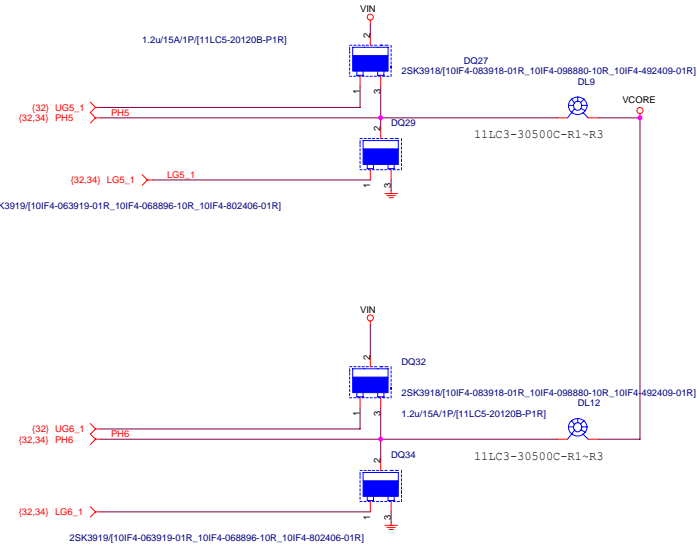 VIN
1.2u/15A/1P/[11LC5-20120B-P1R]
2
DQ27
2SK3918/[10IF4-083918-01R_10IF4-098880-10R_10IF4-492409-01R]
DL9
1
3
VCORE
{32} UG5_1
PH5
{32,34} PH5
2
DQ29
11LC3-30500C-R1~R3
{32,34} LG5_1
LG5_1
1
3
K3919/[10IF4-063919-01R_10IF4-068896-10R_10IF4-802406-01R]
VIN
2
DQ32
2SK3918/[10IF4-083918-01R_10IF4-098880-10R_10IF4-492409-01R]
DL12
1
3
1.2u/15A/1P/[11LC5-20120B-P1R]
{32} UG6_1
PH6
{32,34} PH6
2
DQ34
11LC3-30500C-R1~R3
{32,34} LG6_1
1
3
2SK3919/[10IF4-063919-01R_10IF4-068896-10R_10IF4-802406-01R]